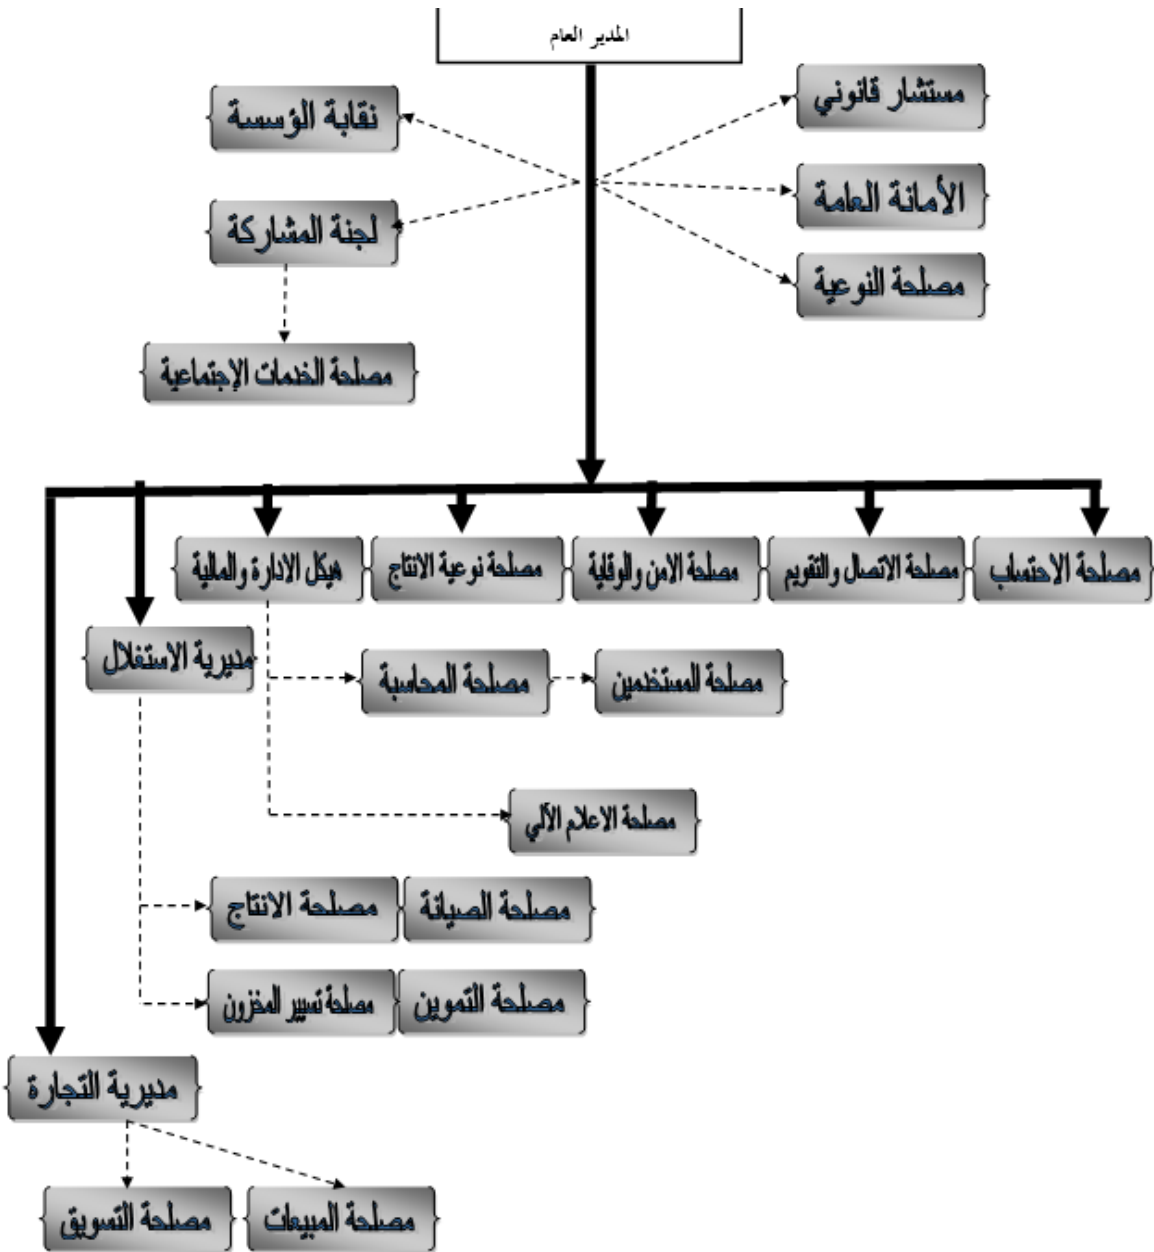 المدير العام
مستشار قانوني
نقابة الؤسسة
الأمانة العامة
لجنة المشاركة
مصلحة النوعية
مصلحة الخدمات الإجتماعية
مصلحة الاحتساب
مصلحة الاتصال والتقويم
مصلحة الامن والوقاية
مصلحة نوعية الانتاج
هيكل الادارة والمالية
مديرية الاستغلال
مصلحة المستخدمين
مصلحة المحاسبة
مصلحة الاعلام الآلي
مصلحة الصيانة
مصلحة الانتاج
مصلحة التموين
مصلحة تسيير المخزون
مديرية التجارة
مصلحة المبيعات
مصلحة التسويق